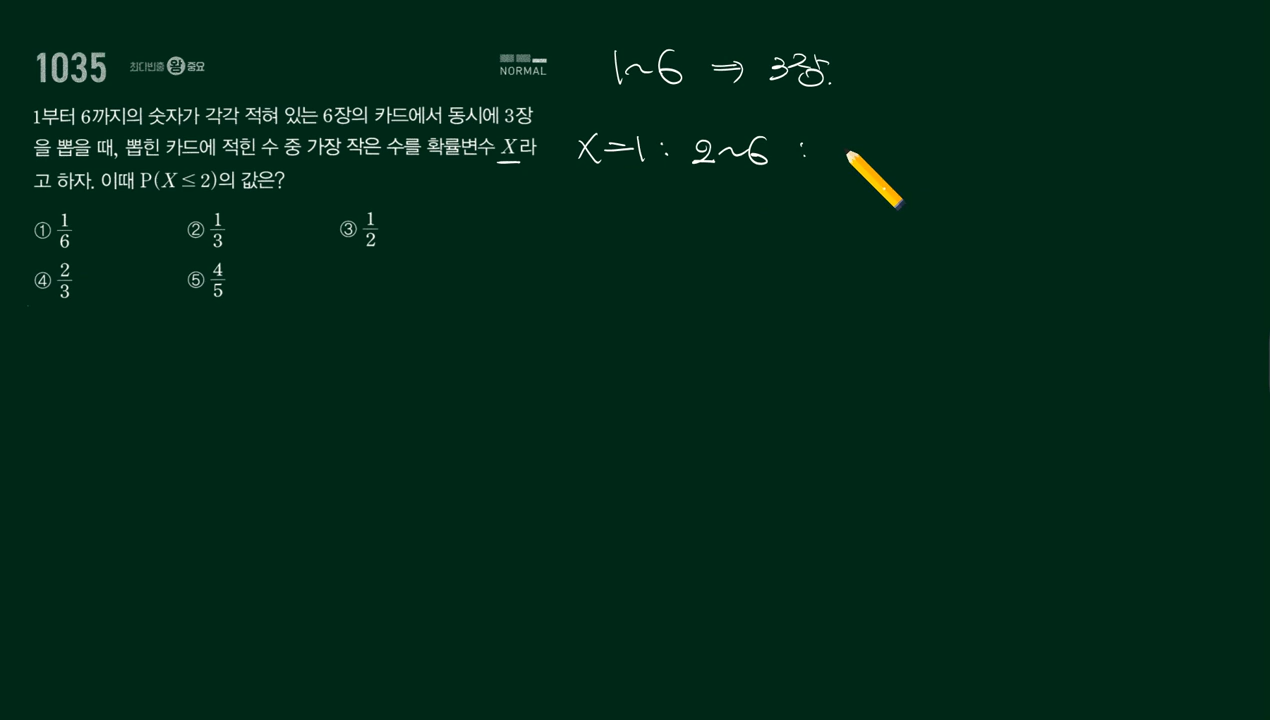 1035 최다빈출 왕 중요
NORMAL
1부터 6까지의 숫자가 각각 적혀 있는 6장의 카드에서 동시에 3장
을 뽑을 때, 뽑힌 카드에 적힌 수 중 가장 작은 수를 확률변수 X라
고 하자. 이때 P(X ≤ 2)의 값은?
① 1/6 ② 1/3 ③ 1/2
④ 2/3 ⑤ 4/5
1~6 ⇒ 3장.
X=1 : 2~6 :